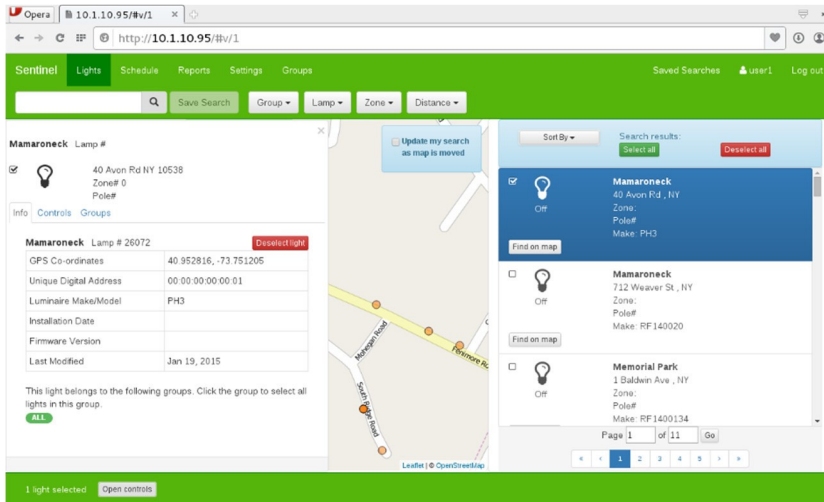 Opera
10.1.10.95/#v/1
http://10.1.10.95/#v/1
Sentinel Lights Schedule Reports Settings Groups Saved Searches user1 Log out
Save Search Group Lamp Zone Distance
Mamaroneck Lamp #
40 Avon Rd NY 10538
Zone# 0
Pole#
Info Controls Groups
Mamaroneck Lamp # 26072 Deselect light
GPS Co-ordinates 40.952816, -73.751205
Unique Digital Address 00:00:00:00:00:01
Luminaire Make/Model PH3
Installation Date
Firmware Version
Last Modified Jan 19, 2015
This light belongs to the following groups. Click the group to select all
lights in this group.
ALL
Update my search
as map is moved
Mohegan Road
Fenimore
South Ridge Road
Leaflet | © OpenStreetMap
Sort By Search results:
Select all Deselect all
Mamaroneck
40 Avon Rd , NY
Off Zone:
Pole#
Make: PH3
Find on map
Mamaroneck
712 Weaver St , NY
Off Zone:
Pole#
Make: RF140020
Find on map
Memorial Park
1 Baldwin Ave , NY
Off Zone:
Pole#
Make: RF1400134
Page 1 of 11 Go
« ‹ 1 2 3 4 5 › »
1 light selected Open controls